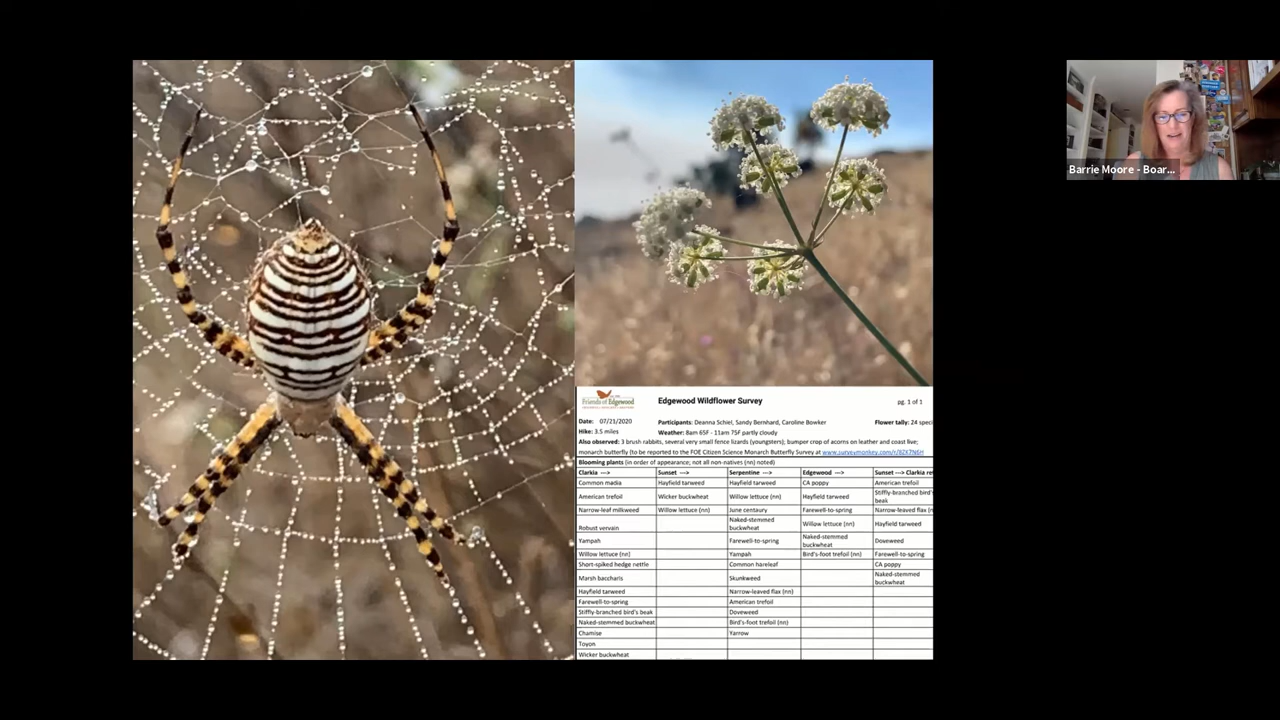 Barrie Moore - Boar...
Friends of Edgewood
Edgewood Wildflower Survey
pg. 1 of 1
Date: 07/21/2020
Participants: Deanna Schiel, Sandy Bernhard, Caroline Bowker
Flower tally: 24 speci
Hike: 3.5 miles
Weather: 8am 65F - 11am 75F partly cloudy
Also observed: 3 brush rabbits, several very small fence lizards (youngsters); bumper crop of acorns on leather and coast live;
monarch butterfly (to be reported to the FOE Citizen Science Monarch Butterfly Survey at
Blooming plants (in order of appearance; not all non-natives (nn) noted)
Clarkia ---> Sunset ---> Serpentine ---> Edgewood ---> Sunset ---> Clarkia re
Common madia Hayfield tarweed Hayfield tarweed CA poppy American trefoil
American trefoil Wicker buckwheat Willow lettuce (nn) Hayfield tarweed Stiffly-branched bird's
beak
Narrow-leaf milkweed Willow lettuce (nn) June centaury Farewell-to-spring Narrow-leaved flax (n
Robust vervain Naked-stemmed
buckwheat Willow lettuce (nn) Hayfield tarweed
Yampah Farewell-to-spring Naked-stemmed
buckwheat Doveweed
Willow lettuce (nn) Yampah Bird's-foot trefoil (nn) Farewell-to-spring
Short-spiked hedge nettle Common hareleaf CA poppy
Marsh baccharis Skunkweed Naked-stemmed
buckwheat
Hayfield tarweed Narrow-leaved flax (nn)
Farewell-to-spring American trefoil
Stiffly-branched bird's beak Doveweed
Naked-stemmed buckwheat Bird's-foot trefoil (nn)
Chamise Yarrow
Toyon
Wicker buckwheat